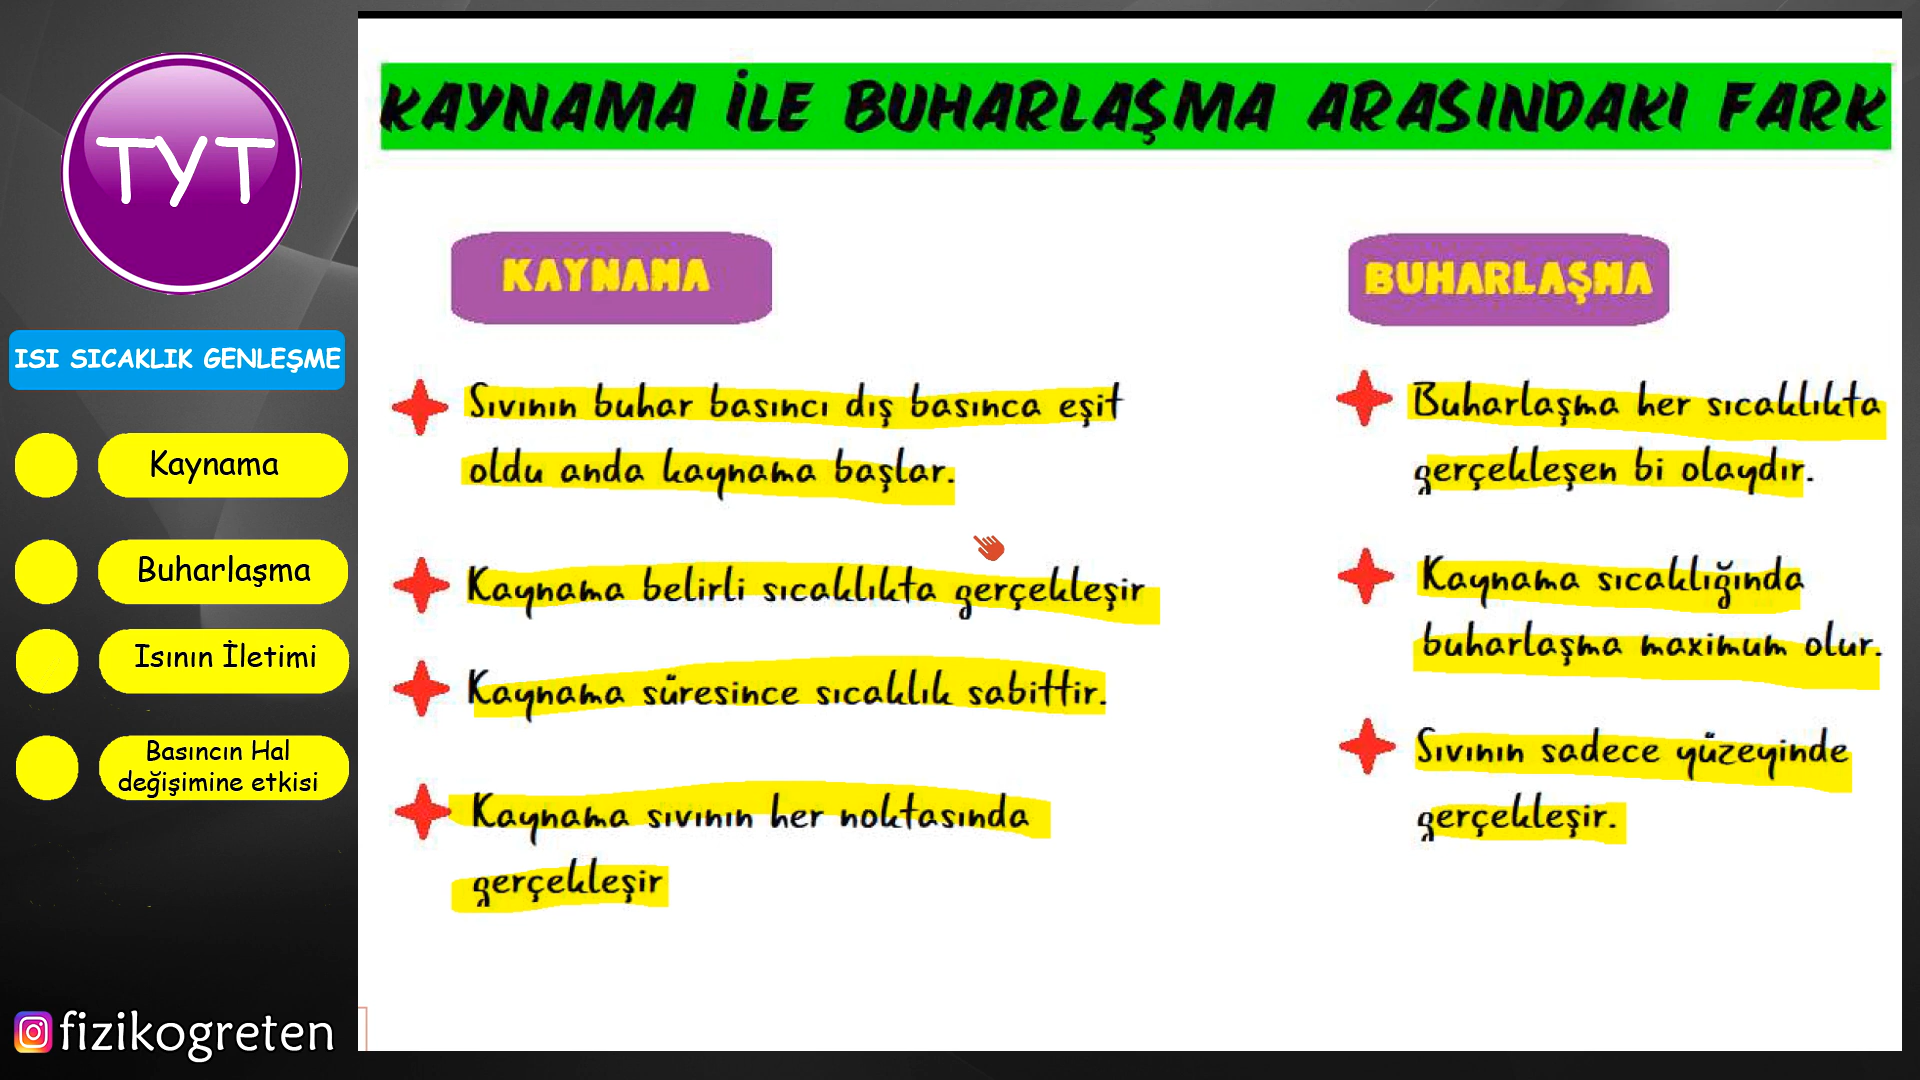 TYT
ISI SICAKLIK GENLEŞME
Kaynama
Buharlaşma
Isının İletimi
Basıncın Hal
değişimine etkisi
fizikogreten
KAYNAMA İLE BUHARLAŞMA ARASINDAKI FARK
KAYNAMA
Sıvının buhar basıncı dış basınca eşit
oldu anda kaynama başlar.
Kaynama belirli sıcaklıkta gerçekleşir
Kaynama süresince sıcaklık sabittir.
Kaynama sıvının her noktasında
gerçekleşir
BUHARLAŞMA
Buharlaşma her sıcaklıkta
gerçekleşen bi olaydır.
Kaynama sıcaklığında
buharlaşma maximum olur.
Sıvının sadece yüzeyinde
gerçekleşir.